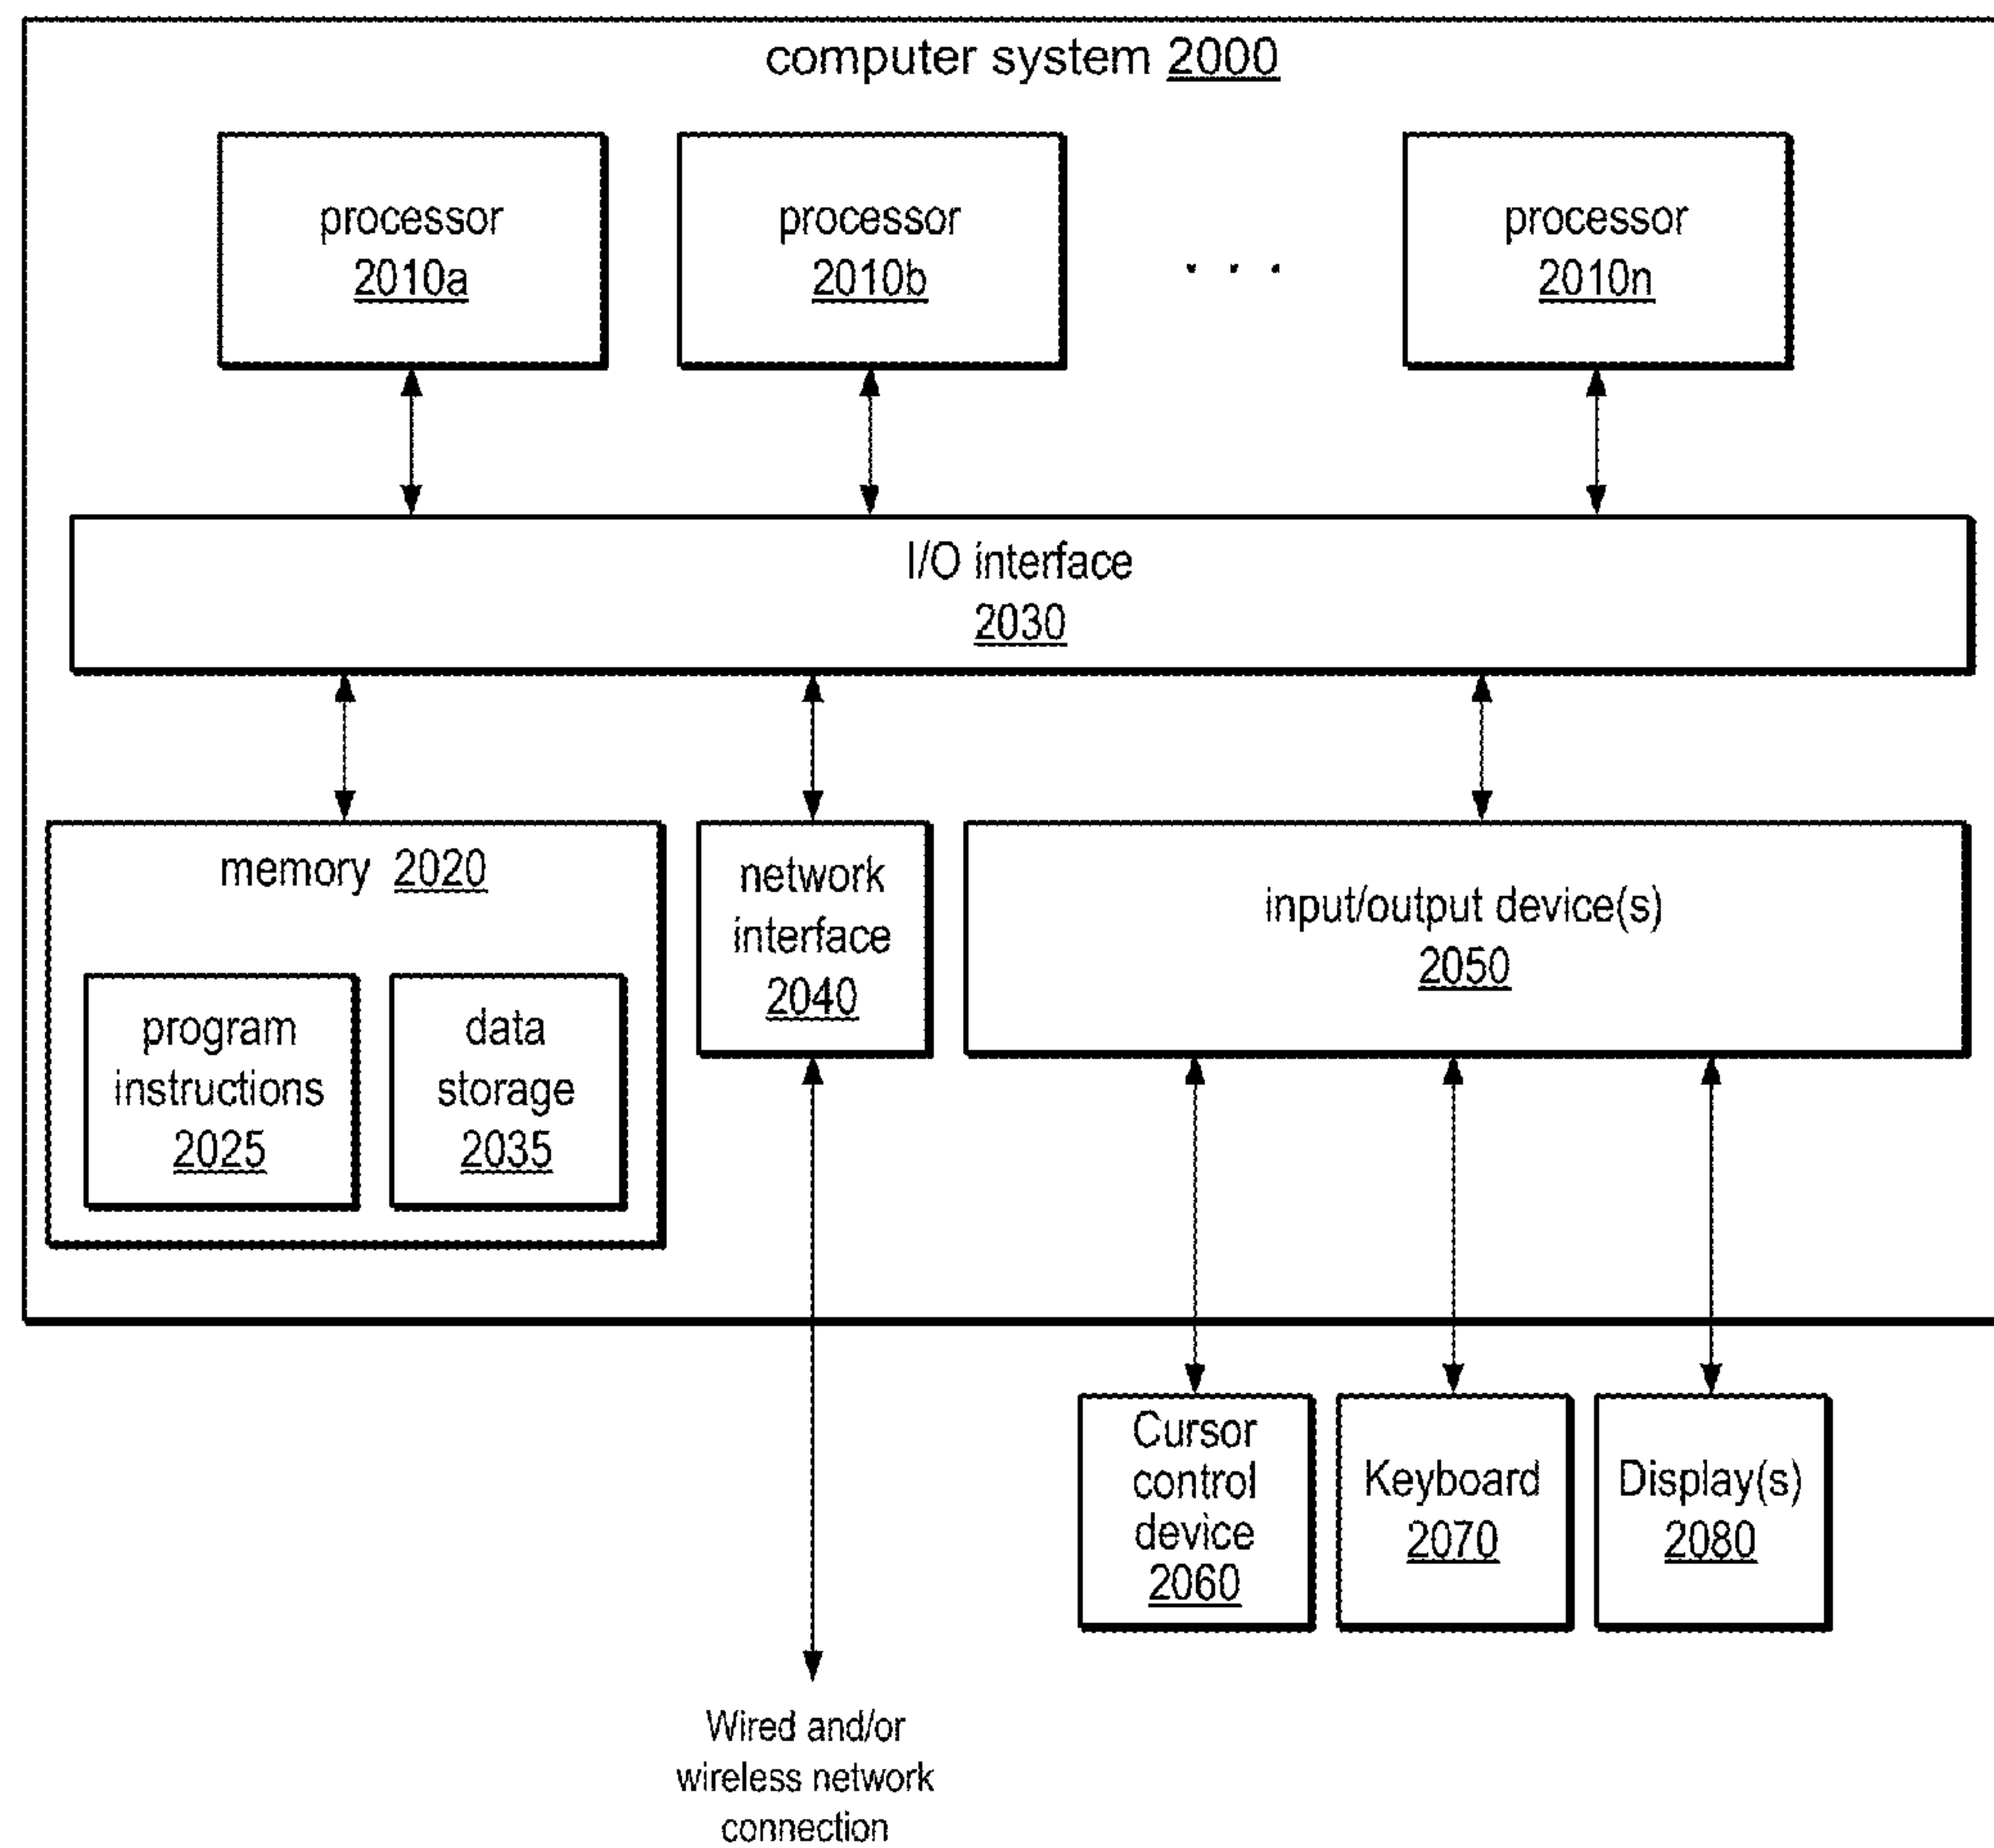 computer system 2000
processor
2010a
processor
2010b
. . .
processor
2010n
I/O interface
2030
memory 2020
program
instructions
2025
data
storage
2035
network
interface
2040
input/output device(s)
2050
Cursor
control
device
2060
Keyboard
2070
Display(s)
2080
Wired and/or
wireless network
connection